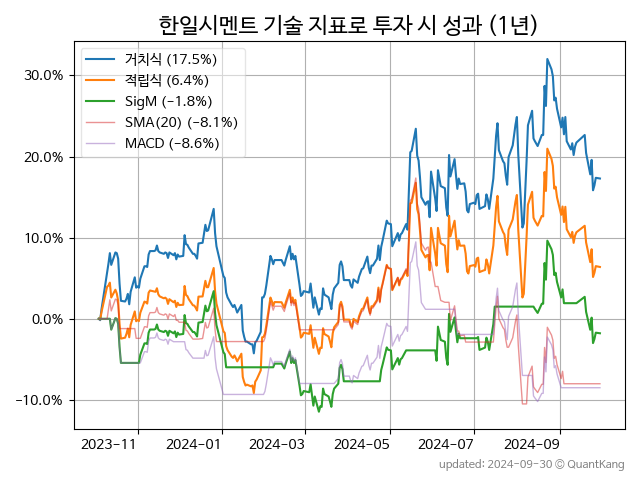 한일시멘트 기술 지표로 투자 시 성과 (1년)
거치식 (17.5%)
적립식 (6.4%)
SigM (−1.8%)
SMA(20) (−8.1%)
MACD (−8.6%)
30.0%
20.0%
10.0%
0.0%
−10.0%
2023-11 2024-01 2024-03 2024-05 2024-07 2024-09
updated: 2024-09-30 © QuantKang